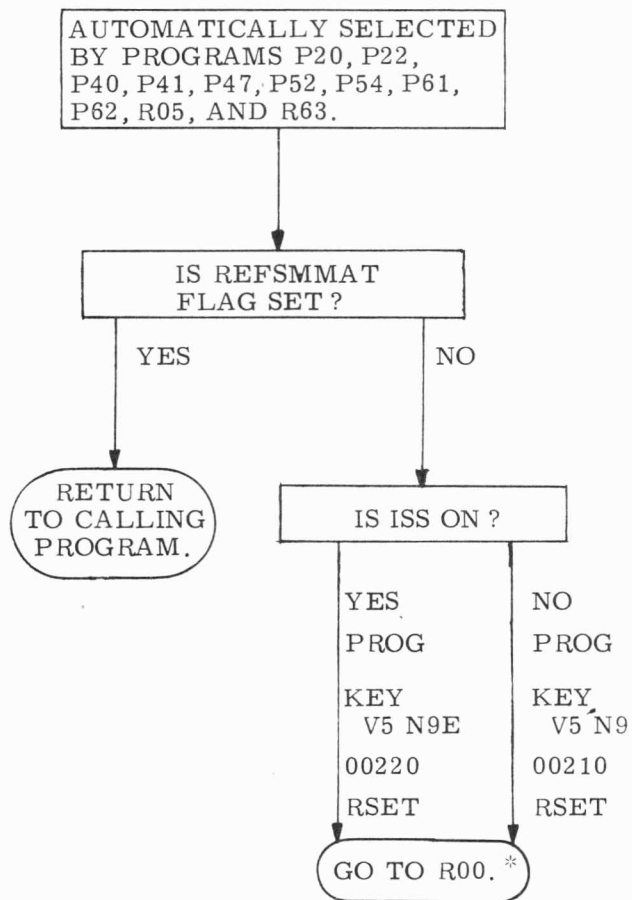 AUTOMATICALLY SELECTED
BY PROGRAMS P20, P22,
P40, P41, P47, P52, P54, P61,
P62, R05, AND R63.
IS REFSMMAT
FLAG SET ?
YES
NO
RETURN
TO CALLING
PROGRAM.
IS ISS ON ?
YES
PROG
KEY
V5 N9E
00220
RSET
NO
PROG
KEY
V5 N9
00210
RSET
GO TO R00. *